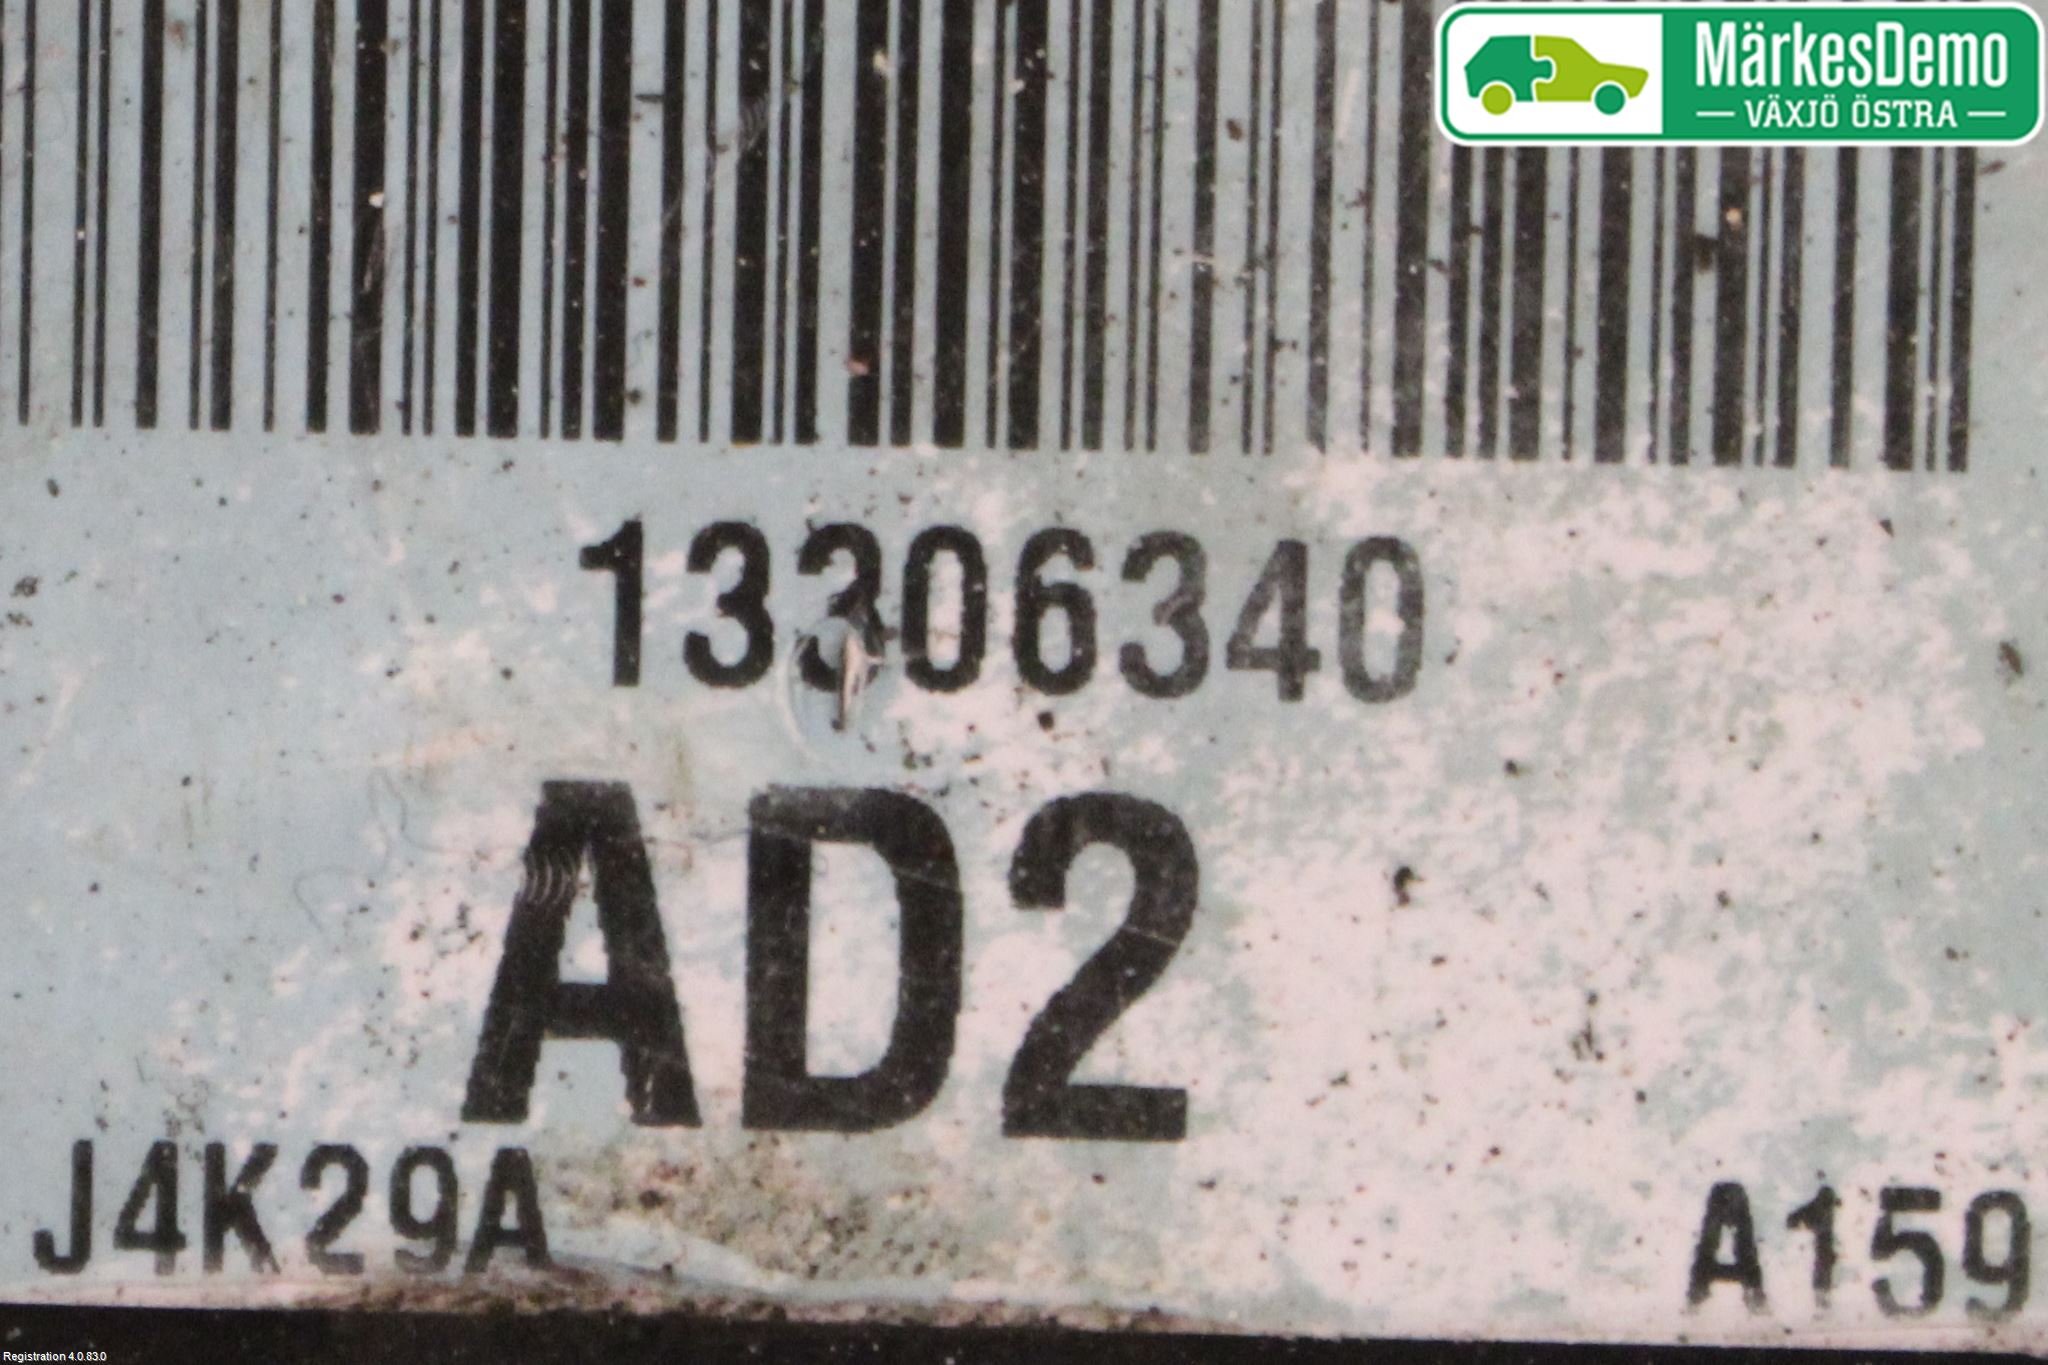 MärkesDemo
VÄXJÖ ÖSTRA
13306340
AD2
J4K29A
A159
Registration 4.0.83.0